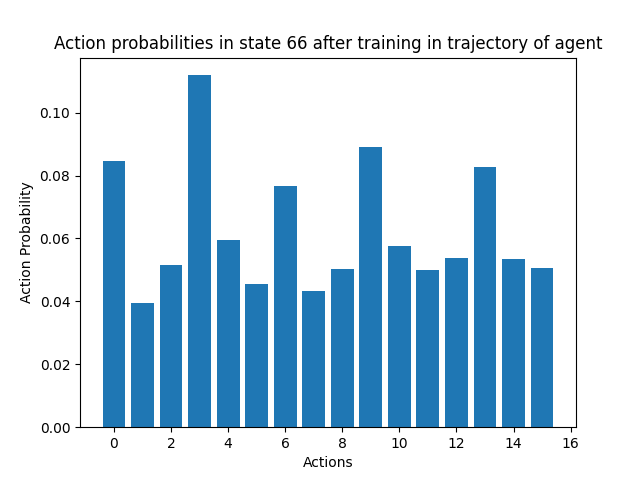 Action probabilities in state 66 after training in trajectory of agent
0.10
0.08
0.06
0.04
0.02
0.00
Action Probability
0 2 4 6 8 10 12 14 16
Actions